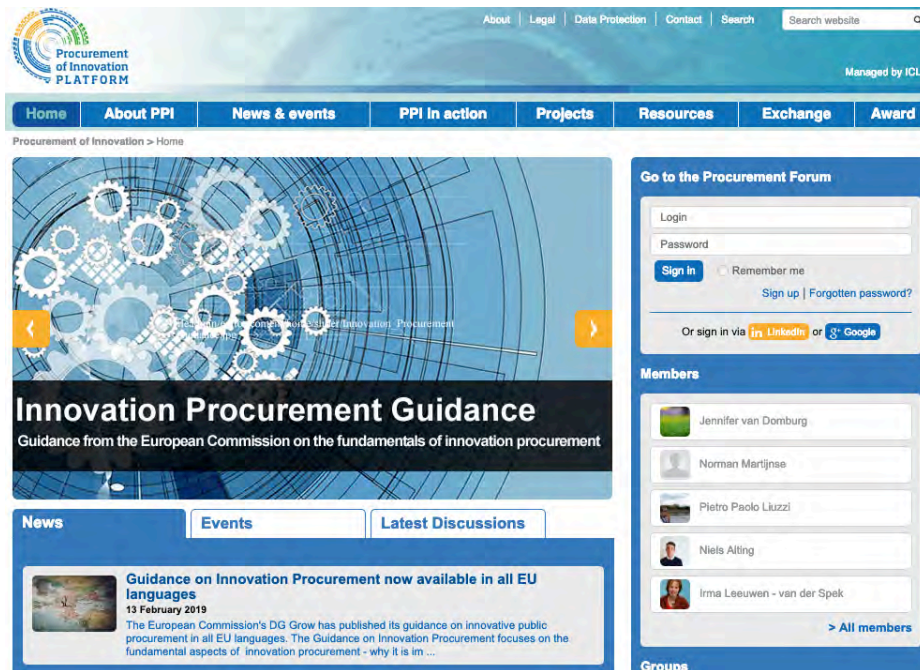 Procurement
of Innovation
PLATFORM
About | Legal | Data Protection | Contact | Search
Search website
Managed by ICL
Home
About PPI
News & events
PPI in action
Projects
Resources
Exchange
Award
Procurement of Innovation > Home
Innovation Procurement
Innovation Procurement Guidance
Guidance from the European Commission on the fundamentals of innovation procurement
Go to the Procurement Forum
Login
Password
Sign in
Remember me
Sign up | Forgotten password?
Or sign in via in LinkedIn or g+ Google
Members
Jennifer van Domburg
Norman Martijnse
Pietro Paolo Liuzzi
Niels Alting
Irma Leeuwen - van der Spek
> All members
Groups
News
Events
Latest Discussions
Guidance on Innovation Procurement now available in all EU
languages
13 February 2019
The European Commission's DG Grow has published its guidance on innovative public
procurement in all EU languages. The Guidance on Innovation Procurement focuses on the
fundamental aspects of innovation procurement - why it is im ...